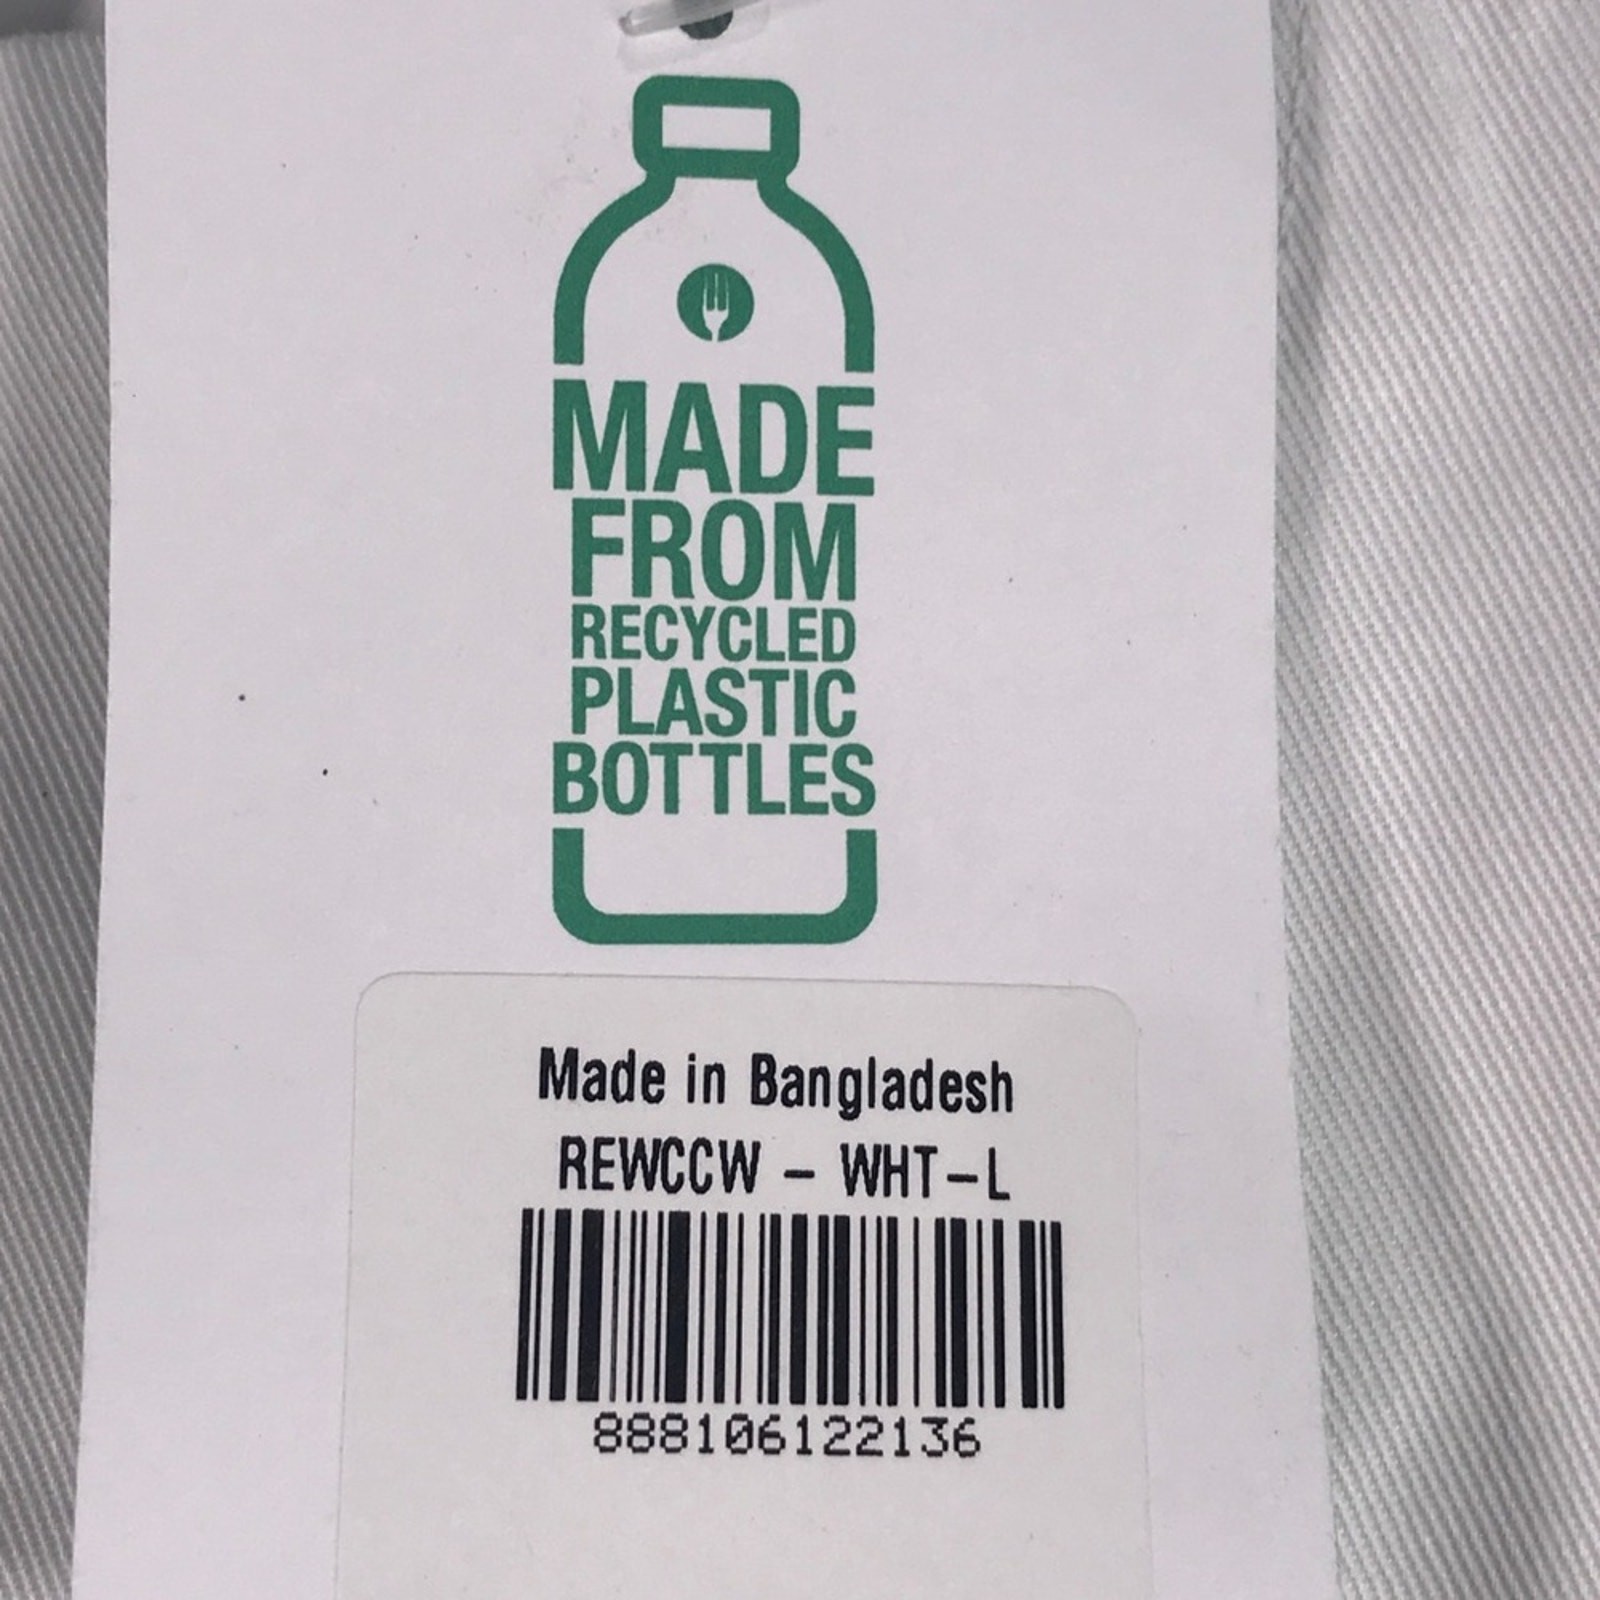 MADE
FROM
RECYCLED
PLASTIC
BOTTLES
Made in Bangladesh
REWCCW - WHT-L
888106122136